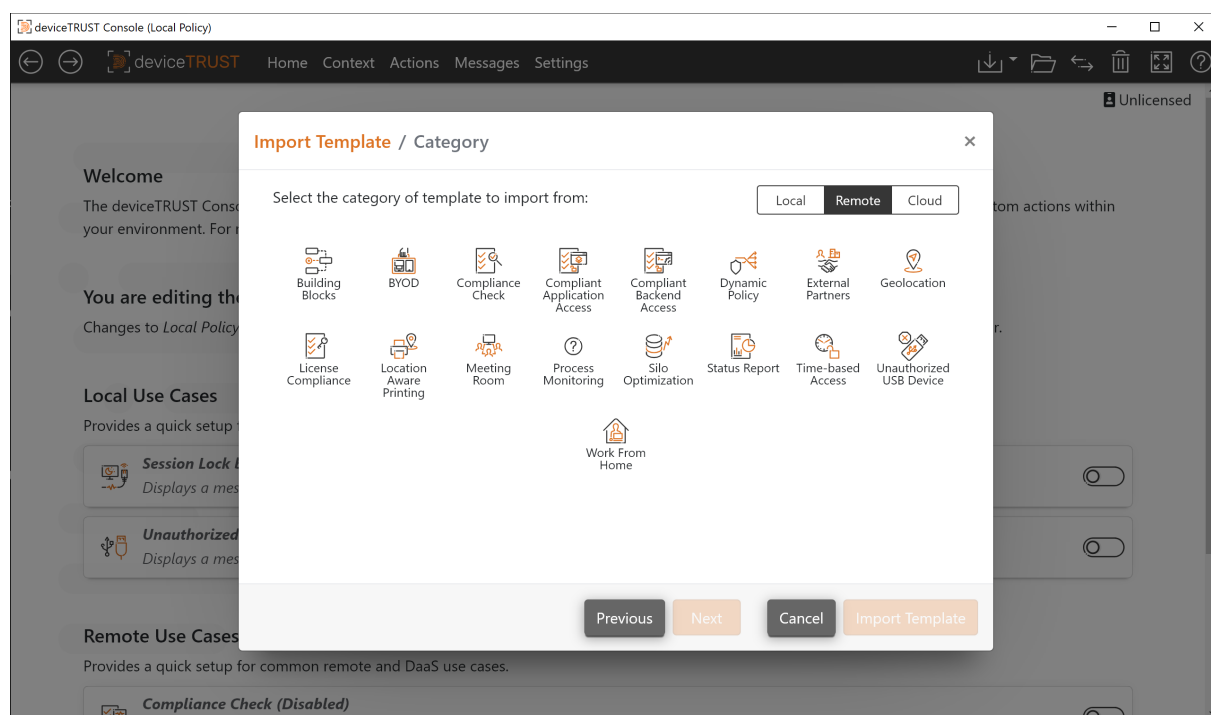 deviceTRUST Console (Local Policy)
deviceTRUST Home Context Actions Messages Settings
Unlicensed
Import Template / Category
Welcome
Select the category of template to import from:
Local Remote Cloud
The deviceTRUST
tom actions within
your environment. For
Building Blocks
BYOD
Compliance Check
Compliant Application Access
Compliant Backend Access
Dynamic Policy
External Partners
Geolocation
You are editing
Changes to Local Policy
r.
License Compliance
Location Aware Printing
Meeting Room
Process Monitoring
Silo Optimization
Status Report
Time-based Access
Unauthorized USB Device
Local Use Cases
Provides a quick setup
Work From Home
Session Lock
Displays a mes
Unauthorized
Displays a mes
Previous Next Cancel Import Template
Remote Use Cases
Provides a quick setup for common remote and DaaS use cases.
Compliance Check (Disabled)